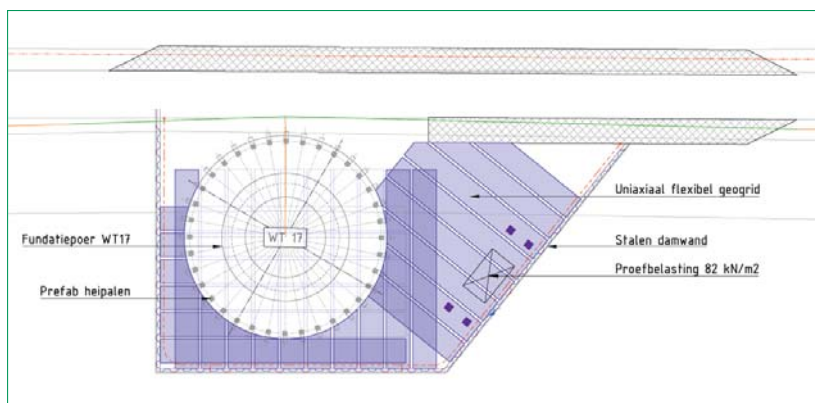 Uniaxiaal flexibel geogrid
Fundatiepoer WT17
WT 17
Stalen damwand
Proefbelasting 82 kN/m2
Prefab heipalen